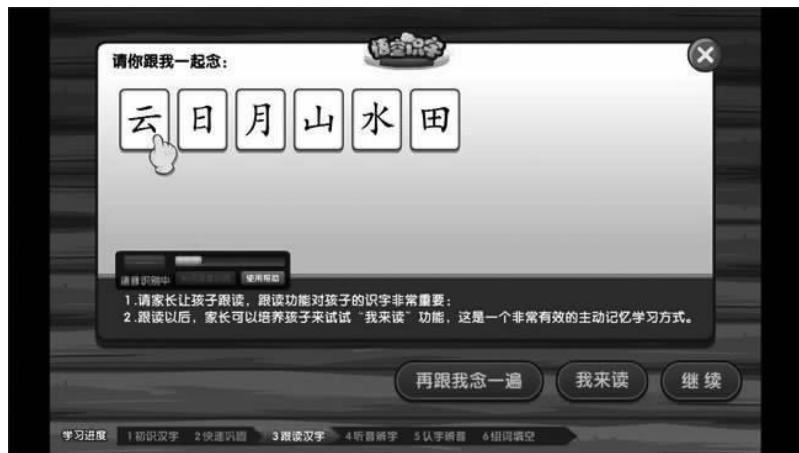 悟空识字
请你跟我一起念：
云 日 月 山 水 田
语音识别中
使用帮助
1.请家长让孩子跟读，跟读功能对孩子的识字非常重要；
2.跟读以后，家长可以培养孩子来试试“我来读”功能，这是一个非常有效的主动记忆学习方式。
再跟我念一遍 我来读 继续
学习进度 1初识汉字 2快速巩固 3跟读汉字 4听音辨字 5认字辨音 6组词填空